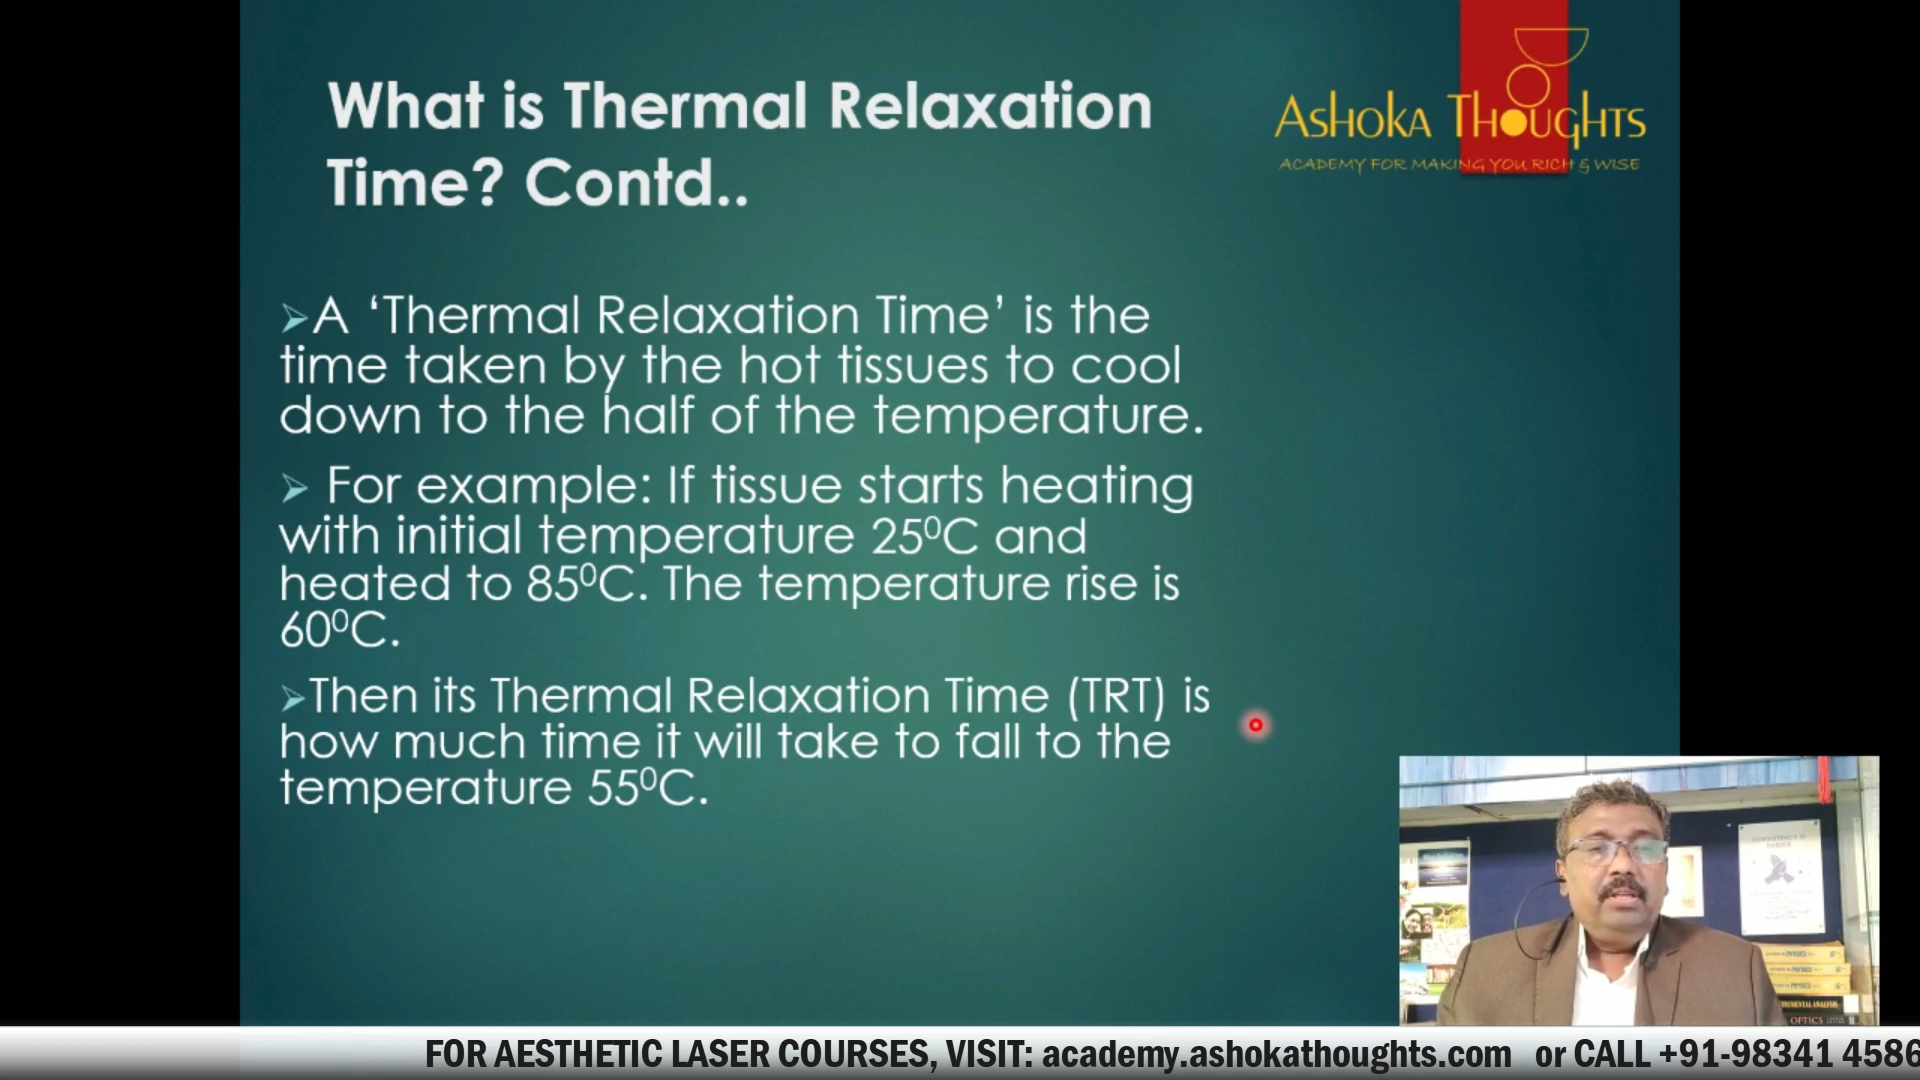 What is Thermal Relaxation
Time? Contd..
ASHOKA THOUGHTS
ACADEMY FOR MAKING YOU RICH & WISE
➢A ‘Thermal Relaxation Time’ is the
time taken by the hot tissues to cool
down to the half of the temperature.
➢ For example: If tissue starts heating
with initial temperature 25⁰C and
heated to 85⁰C. The temperature rise is
60⁰C.
➢Then its Thermal Relaxation Time (TRT) is
how much time it will take to fall to the
temperature 55⁰C.
PHYSICS
PHYSICS
PHYSICS
OPTICS
FOR AESTHETIC LASER COURSES, VISIT: academy.ashokathoughts.com or CALL +91-98341 4586